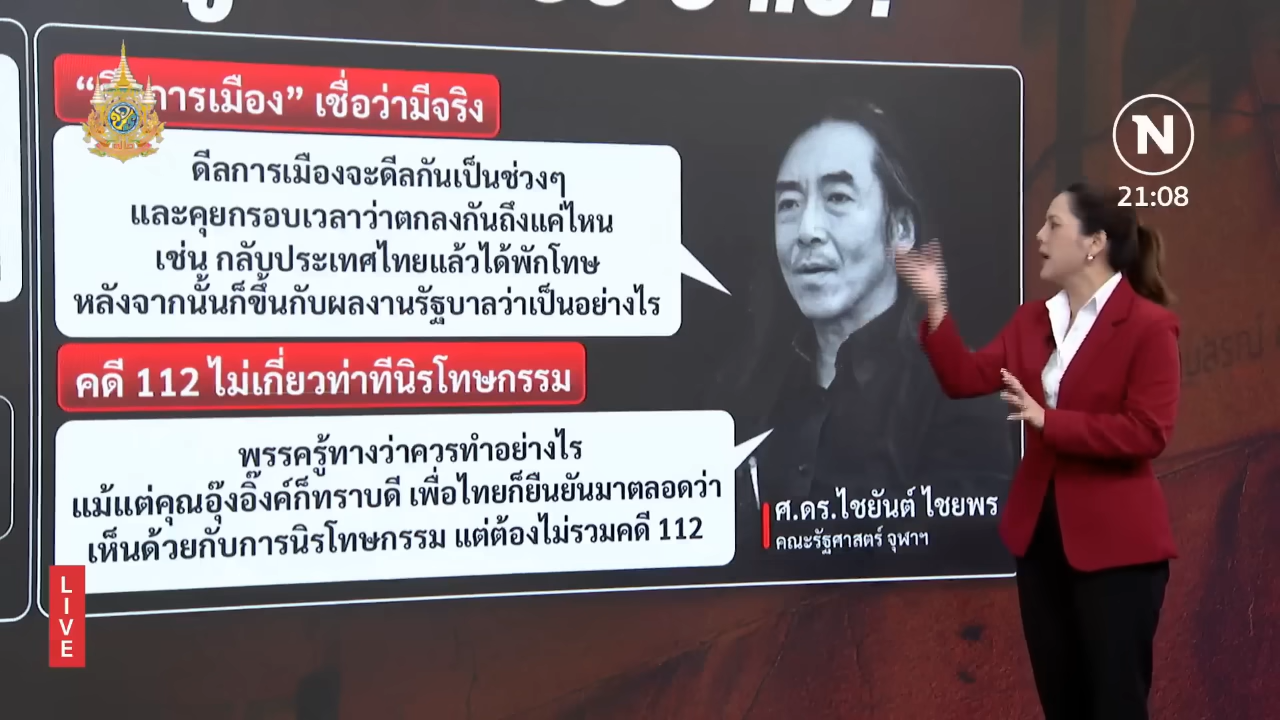 การเมือง” เชื่อว่ามีจริง
ดีลการเมืองจะดีลกันเป็นช่วงๆ
และคุยกรอบเวลาว่าตกลงกันถึงแค่ไหน
เช่น กลับประเทศไทยแล้วได้พักโทษ
หลังจากนั้นก็ขึ้นกับผลงานรัฐบาลว่าเป็นอย่างไร
คดี 112 ไม่เกี่ยวท่าทีนิรโทษกรรม
พรรครู้ทางว่าควรทำอย่างไร
แม้แต่คุณอุ๊งอิ๊งค์ก็ทราบดี เพื่อไทยก็ยืนยันมาตลอดว่า
เห็นด้วยกับการนิรโทษกรรม แต่ต้องไม่รวมคดี 112
ศ.ดร.ไชยันต์ ไชยพร
คณะรัฐศาสตร์ จุฬาฯ
N
21:08
LIVE